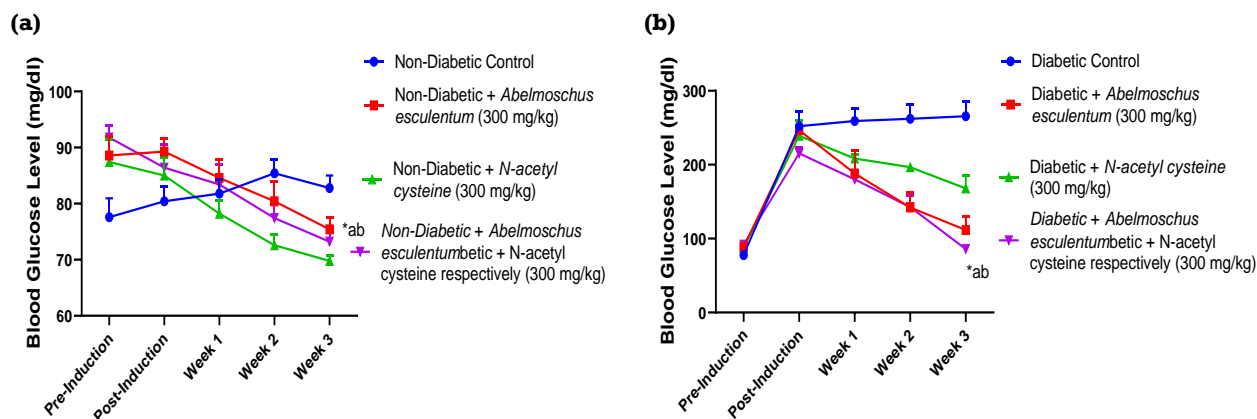 (a)
Blood Glucose Level (mg/dl)
100
90
80
70
60
Pre-Induction
Post-Induction
Week 1
Week 2
Week 3
*ab
Non-Diabetic Control
Non-Diabetic + Abelmoschus
esculentum (300 mg/kg)
Non-Diabetic + N-acetyl
cysteine (300 mg/kg)
Non-Diabetic + Abelmoschus
esculentumbetic + N-acetyl
cysteine respectively (300 mg/kg)
(b)
Blood Glucose Level (mg/dl)
300
200
100
0
Pre-Induction
Post-Induction
Week 1
Week 2
Week 3
*ab
Diabetic Control
Diabetic + Abelmoschus
esculentum (300 mg/kg)
Diabetic + N-acetyl cysteine
(300 mg/kg)
Diabetic + Abelmoschus
esculentumbetic + N-acetyl
cysteine respectively (300 mg/kg)